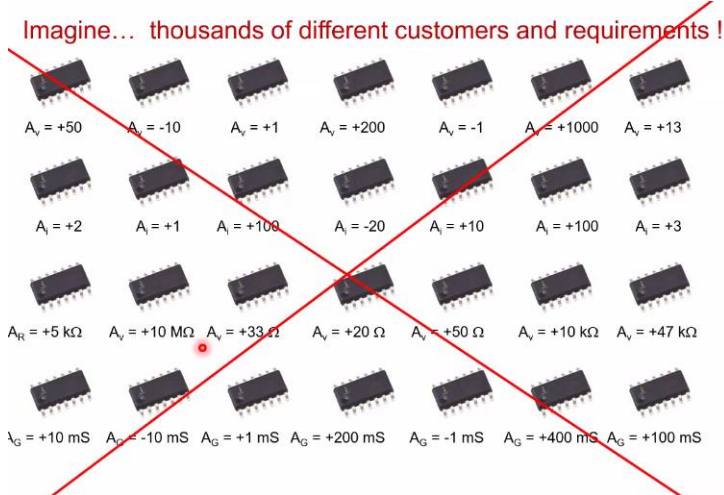 Imagine… thousands of different customers and requirements !
Av = +50 Av = -10 Av = +1 Av = +200 Av = -1 Av = +1000 Av = +13
Ai = +2 Ai = +1 Ai = +100 Ai = -20 Ai = +10 Ai = +100 Ai = +3
AR = +5 kΩ Av = +10 MΩ Av = +33 Ω Av = +20 Ω Av = +50 Ω Av = +10 kΩ Av = +47 kΩ
AG = +10 mS AG = -10 mS AG = +1 mS AG = +200 mS AG = -1 mS AG = +400 mS AG = +100 mS